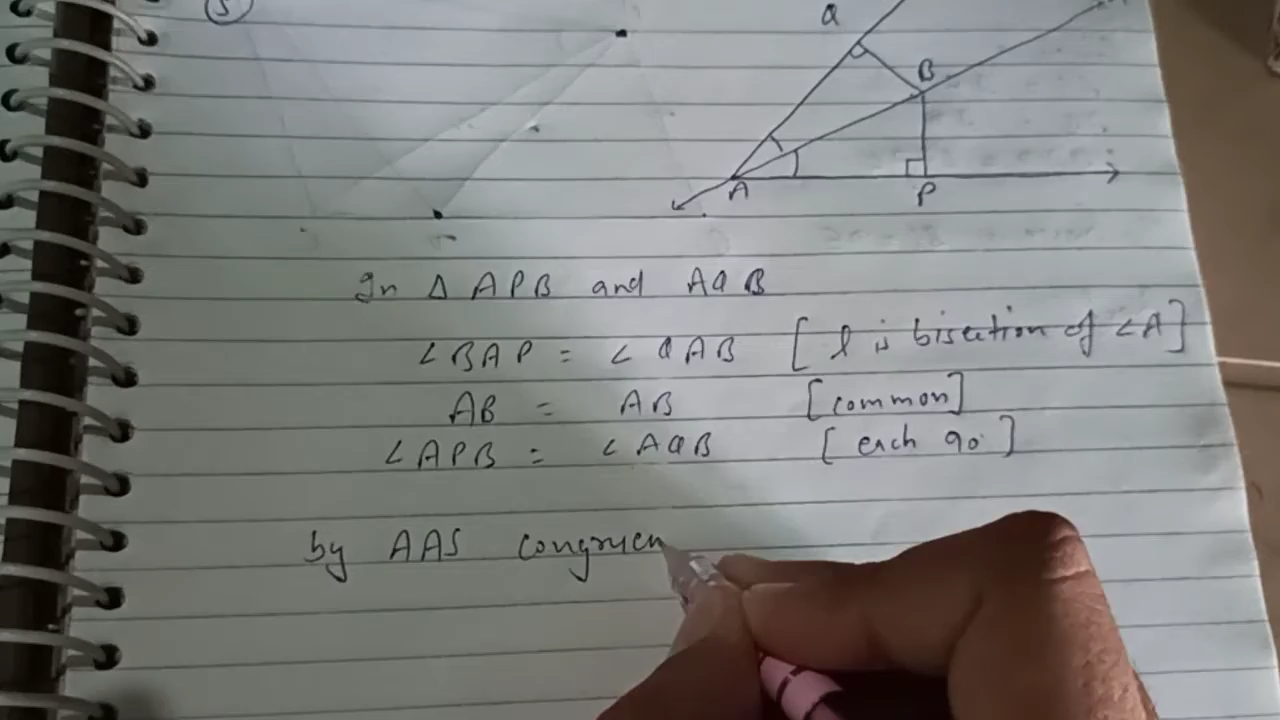 5
Q
B
A
P
In Δ APB and AQB
∠BAP = ∠QAB [l is bisection of ∠A]
AB = AB [common]
∠APB = ∠AQB [each 90]
by AAS congruen